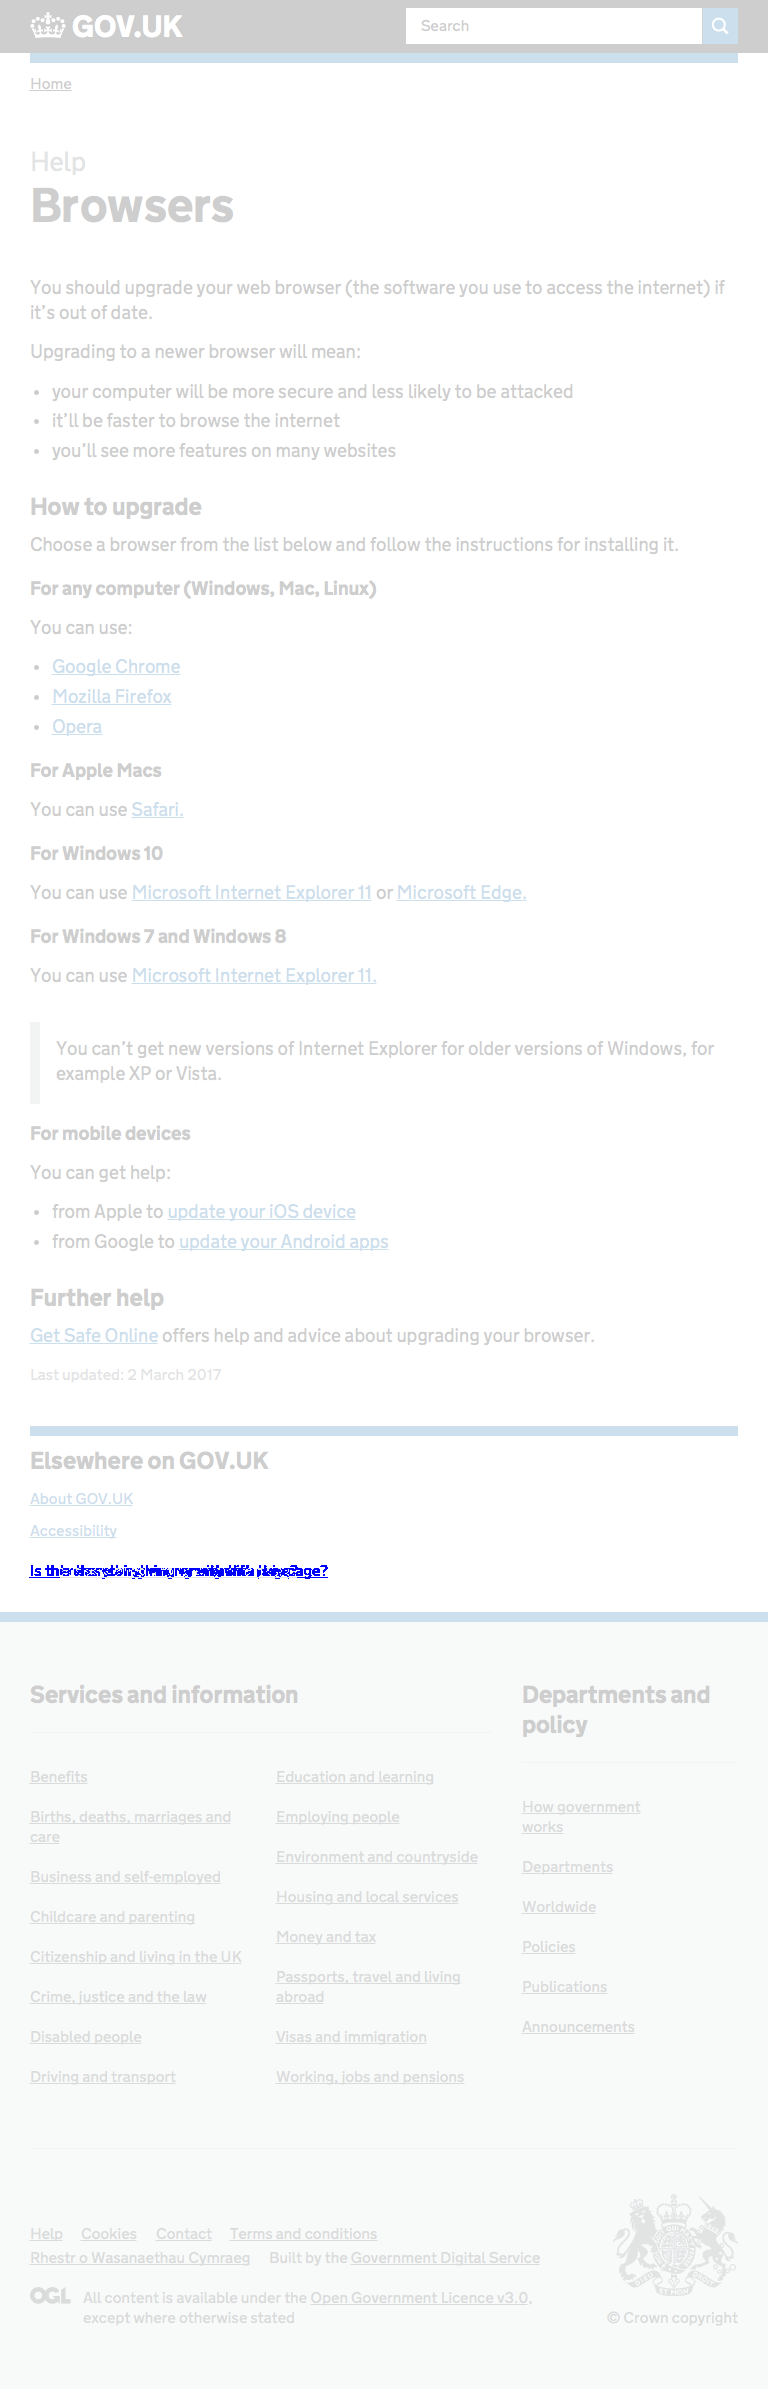 GOV.UK
Search
Home
Help
Browsers
You should upgrade your web browser (the software you use to access the internet) if
it’s out of date.
Upgrading to a newer browser will mean:
• your computer will be more secure and less likely to be attacked
• it’ll be faster to browse the internet
• you’ll see more features on many websites
How to upgrade
Choose a browser from the list below and follow the instructions for installing it.
For any computer (Windows, Mac, Linux)
You can use:
• Google Chrome
• Mozilla Firefox
• Opera
For Apple Macs
You can use Safari.
For Windows 10
You can use Microsoft Internet Explorer 11 or Microsoft Edge.
For Windows 7 and Windows 8
You can use Microsoft Internet Explorer 11.
You can’t get new versions of Internet Explorer for older versions of Windows, for
example XP or Vista.
For mobile devices
You can get help:
• from Apple to update your iOS device
• from Google to update your Android apps
Further help
Get Safe Online offers help and advice about upgrading your browser.
Last updated: 2 March 2017
Elsewhere on GOV.UK
About GOV.UK
Accessibility
Services and information
Benefits
Births, deaths, marriages and
care
Business and self-employed
Childcare and parenting
Citizenship and living in the UK
Crime, justice and the law
Disabled people
Driving and transport
Education and learning
Employing people
Environment and countryside
Housing and local services
Money and tax
Passports, travel and living
abroad
Visas and immigration
Working, jobs and pensions
Departments and
policy
How government
works
Departments
Worldwide
Policies
Publications
Announcements
Help Cookies Contact Terms and conditions
Rhestr o Wasanaethau Cymraeg Built by the Government Digital Service
OGL All content is available under the Open Government Licence v3.0,
except where otherwise stated
© Crown copyright